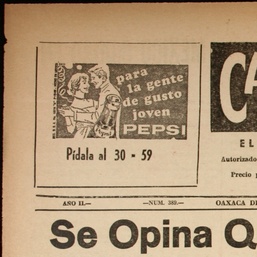 para
la gente
de gusto
joven
PEPSI
Pídala al 30 - 59
CA
EL
Autorizado
Precio p
AÑO II.— —NUM. 380.— OAXACA DE
Se Opina Q